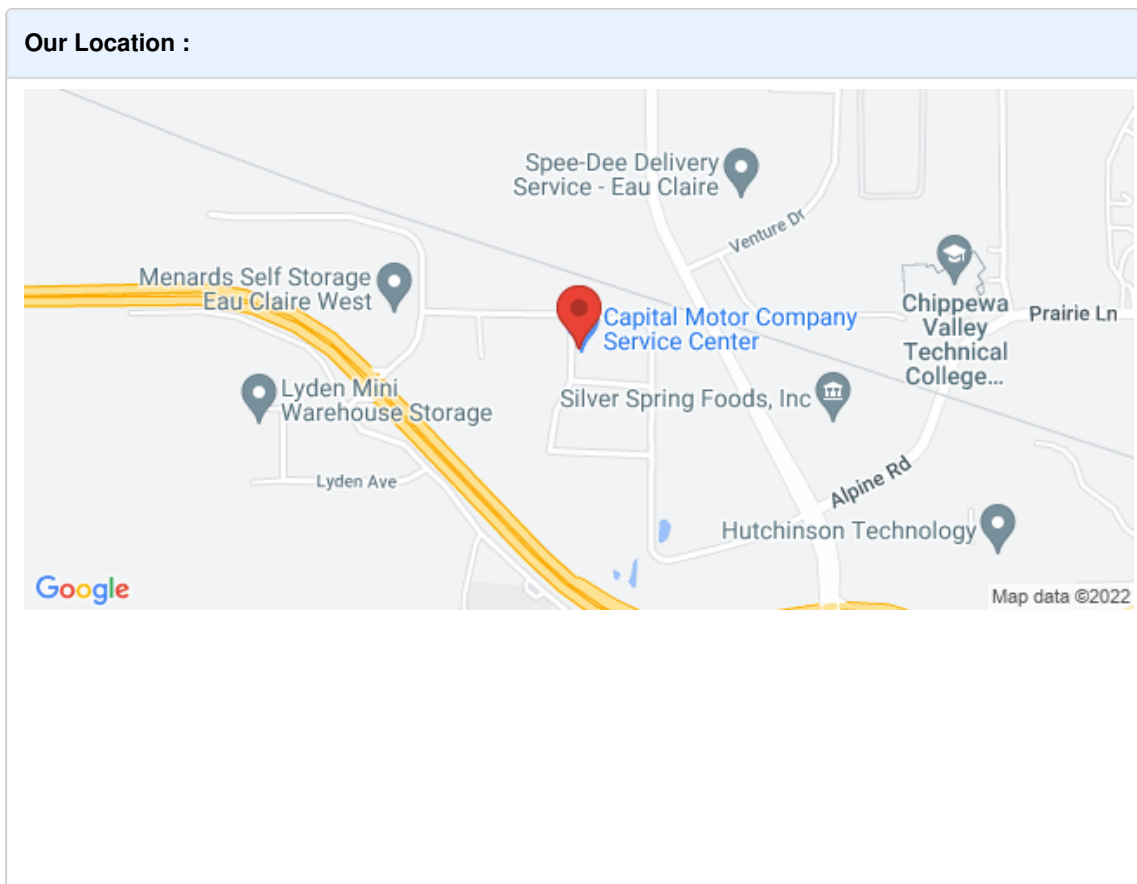 Our Location :
Spee-Dee Delivery
Service - Eau Claire
Venture Dr
Menards Self Storage
Eau Claire West
Capital Motor Company
Service Center
Chippewa
Valley
Technical
College...
Prairie Ln
Lyden Mini
Warehouse Storage
Silver Spring Foods, Inc
Lyden Ave
Alpine Rd
Hutchinson Technology
Google
Map data ©2022